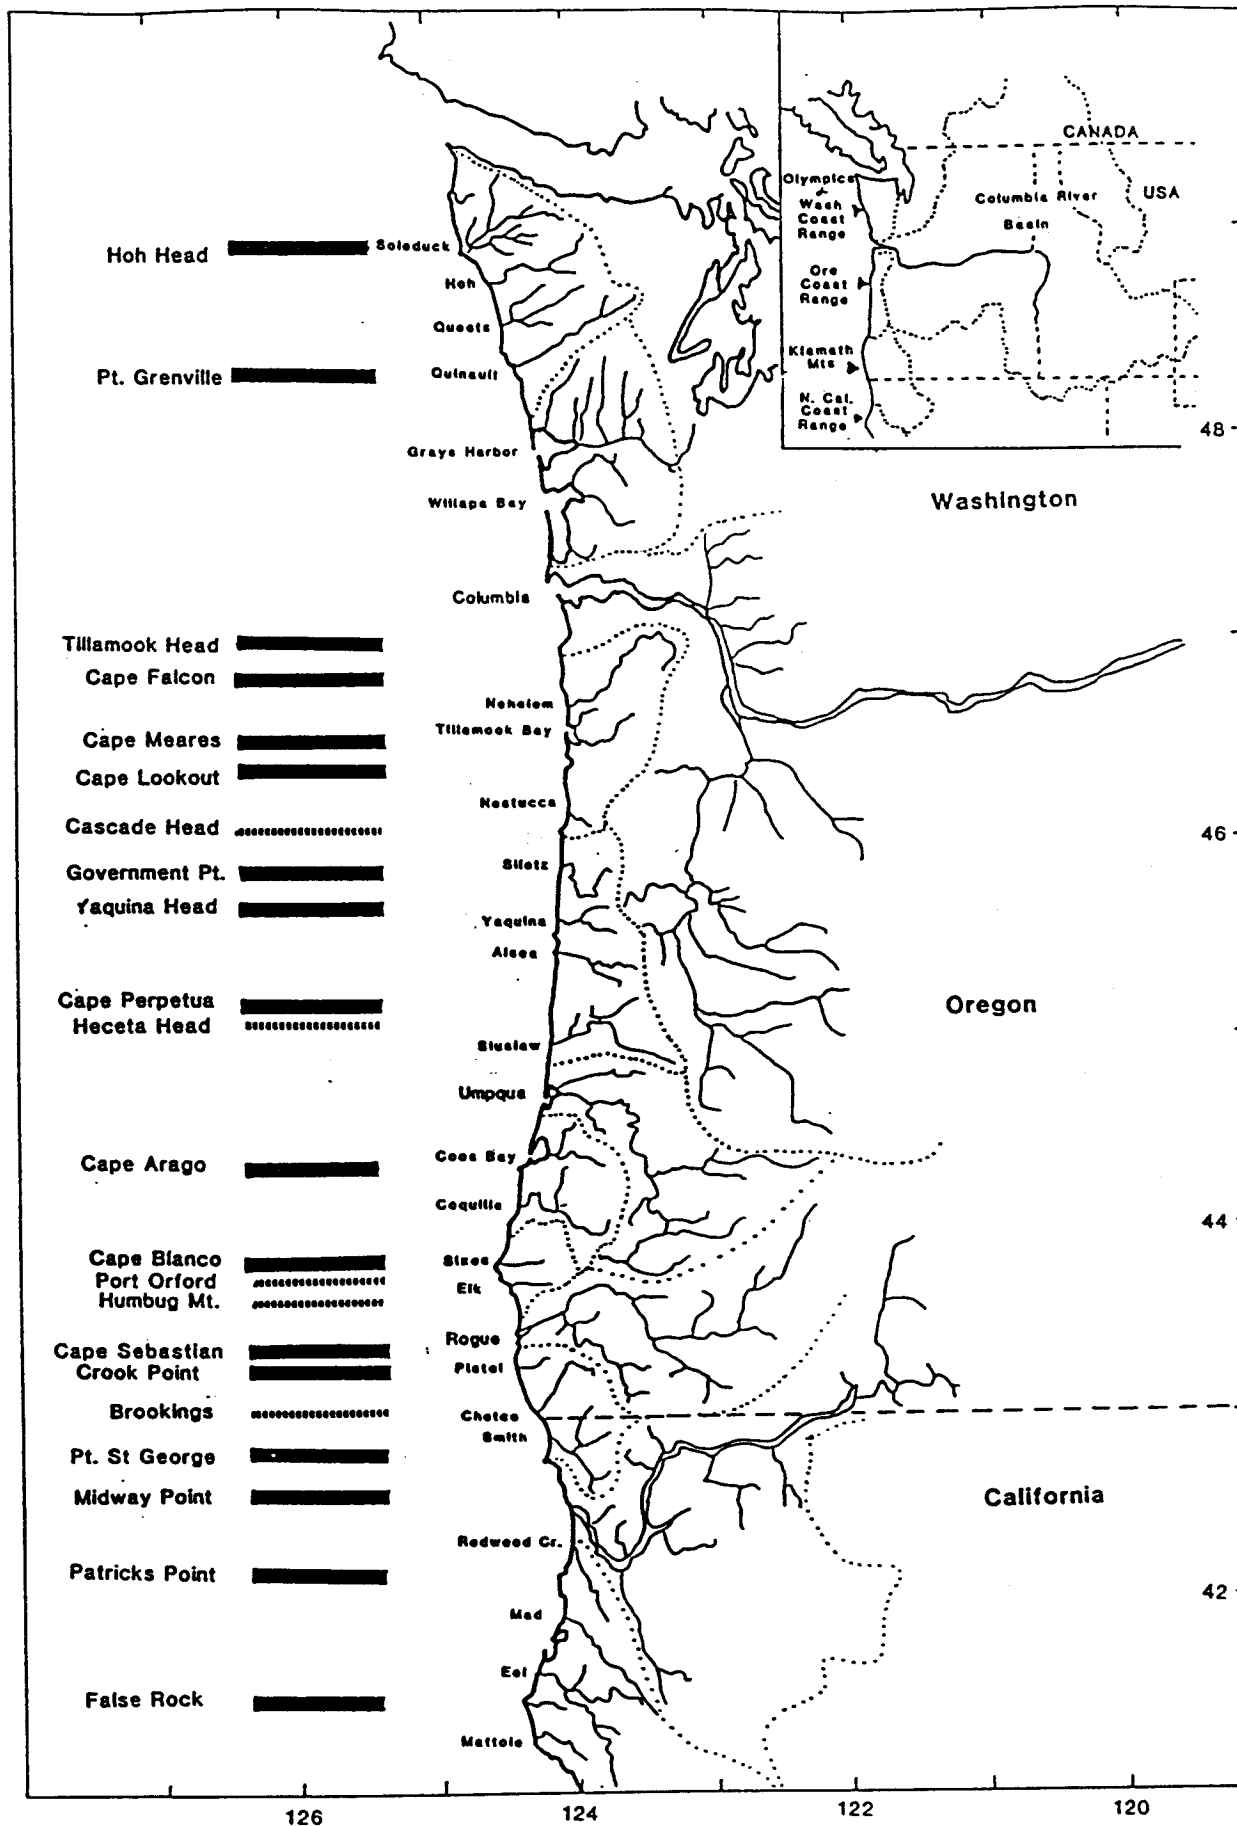 CANADA
Olympics
&
Wash
Coast
Range
Columbia River
Basin
USA
Ore
Coast
Range
Klamath
Mts
N. Cal.
Coast
Range
Hoh Head
Soleduck
Hoh
Queets
Pt. Grenville
Quinault
48
Grays Harbor
Willapa Bay
Washington
Columbia
Tillamook Head
Cape Falcon
Nehalem
Tillamook Bay
Cape Meares
Cape Lookout
Nestucca
Cascade Head
46
Siletz
Government Pt.
Yaquina Head
Yaquina
Alsea
Cape Perpetua
Oregon
Heceta Head
Siuslaw
Umpqua
Coos Bay
Cape Arago
Coquille
44
Cape Blanco
Sixes
Port Orford
Elk
Humbug Mt.
Rogue
Cape Sebastian
Pistol
Crook Point
Brookings
Chetco
Smith
Pt. St George
Midway Point
California
Redwood Cr.
Patricks Point
42
Mad
Eel
False Rock
Mattole
126
124
122
120